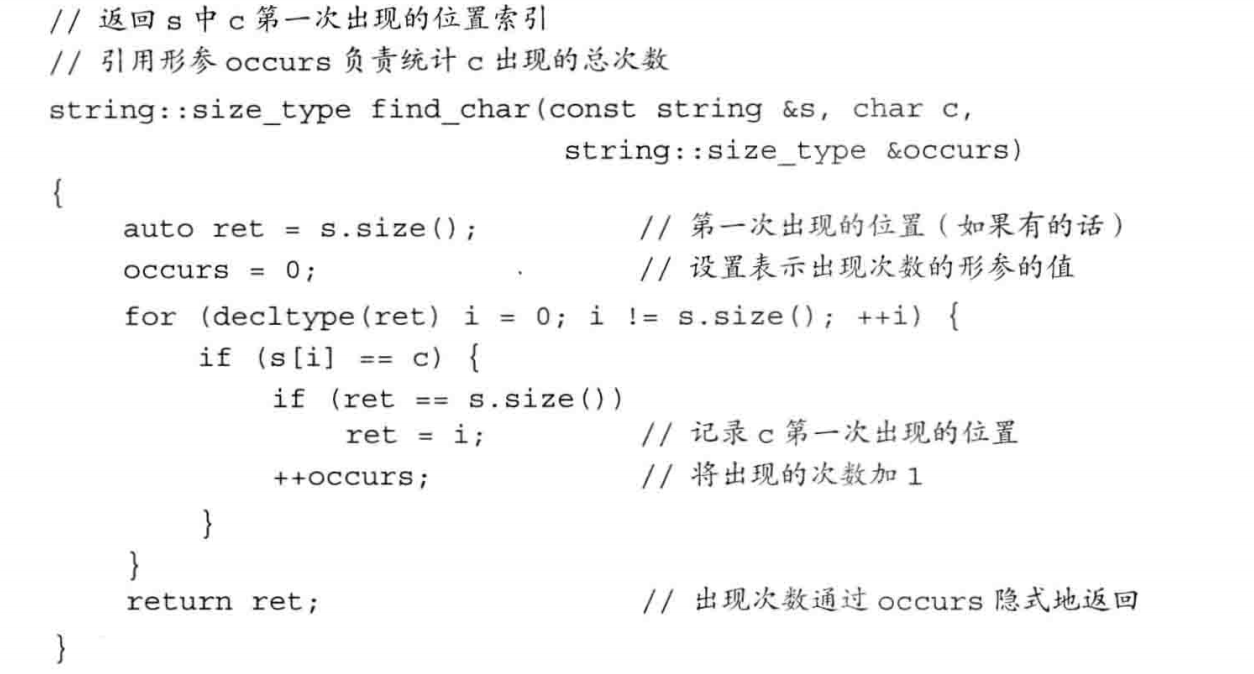 // 返回 s 中 c 第一次出现的位置索引
// 引用形参 occurs 负责统计 c 出现的总次数
string::size_type find_char(const string &s, char c,
                            string::size_type &occurs)
{
    auto ret = s.size();         // 第一次出现的位置（如果有的话）
    occurs = 0;                  // 设置表示出现次数的形参的值
    for (decltype(ret) i = 0; i != s.size(); ++i) {
        if (s[i] == c) {
            if (ret == s.size())
                ret = i;         // 记录 c 第一次出现的位置
            ++occurs;            // 将出现的次数加 1
        }
    }
    return ret;                  // 出现次数通过 occurs 隐式地返回
}